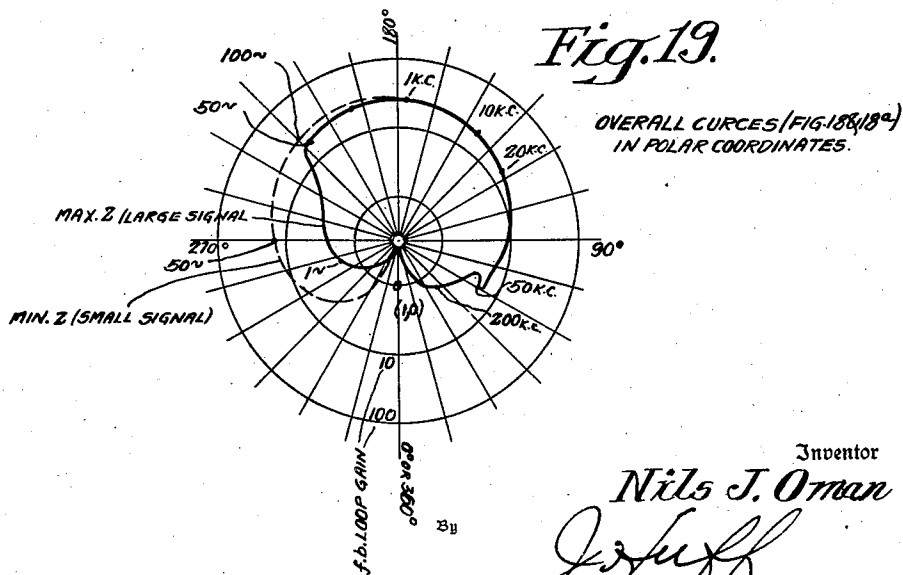 Fig.19.
OVERALL CURCES (FIG.18&18a)
IN POLAR COORDINATES.
180°
100~
50~
1K.C.
10K.C.
20K.C.
MAX. Z (LARGE SIGNAL
270°
50~
1~
90°
50K.C.
MIN. Z (SMALL SIGNAL)
(1,0)
200K.C.
10
100
f.b. LOOP GAIN
0° OR 360°
Inventor
Nils J. Oman
By